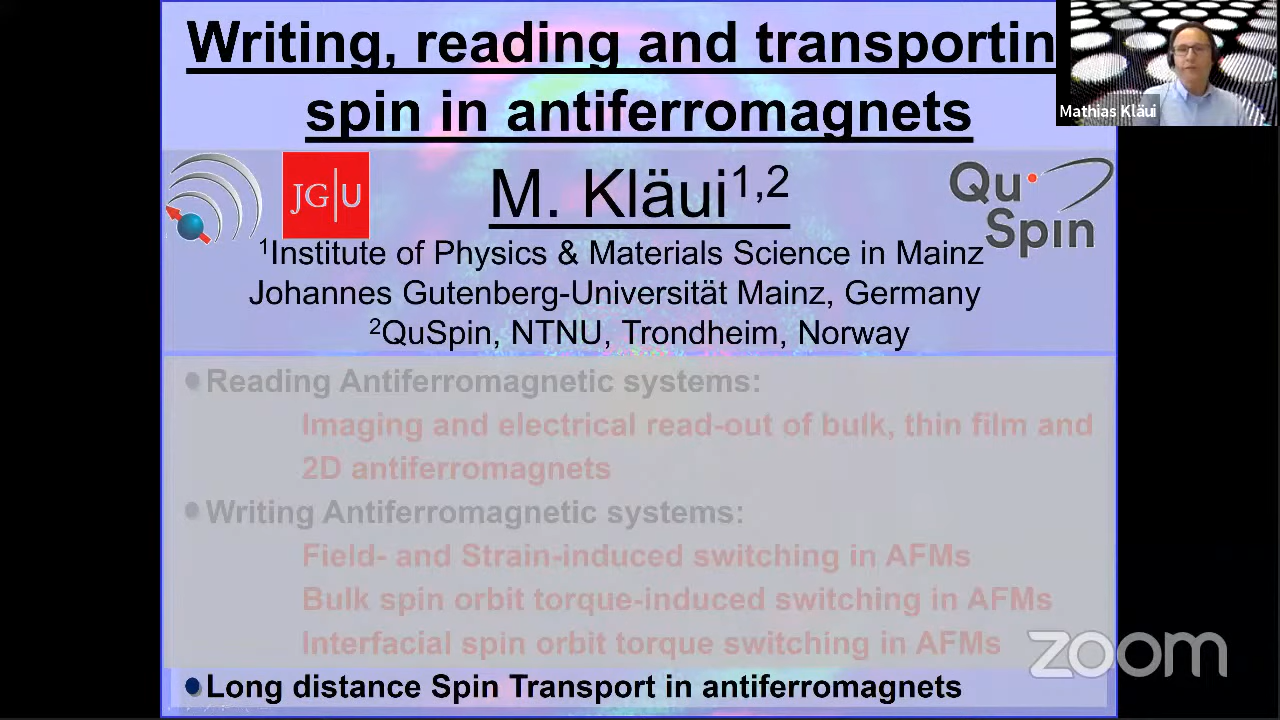 Writing, reading and transportin
spin in antiferromagnets
Mathias Kläui
JG|U
M. Kläui1,2
Qu Spin
1Institute of Physics & Materials Science in Mainz
Johannes Gutenberg-Universität Mainz, Germany
2QuSpin, NTNU, Trondheim, Norway
● Reading Antiferromagnetic systems:
Imaging and electrical read-out of bulk, thin film and
2D antiferromagnets
● Writing Antiferromagnetic systems:
Field- and Strain-induced switching in AFMs
Bulk spin orbit torque-induced switching in AFMs
Interfacial spin orbit torque switching in AFMs
zoom
● Long distance Spin Transport in antiferromagnets